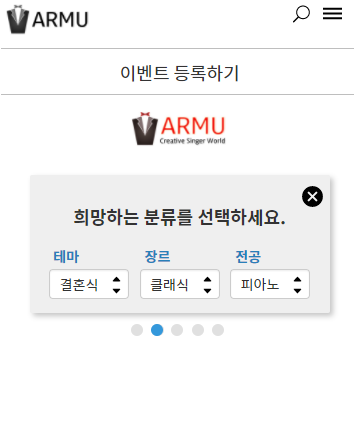 ARMU
이벤트 등록하기
ARMU
Creative Singer World
희망하는 분류를 선택하세요.
테마 장르 전공
결혼식 클래식 피아노